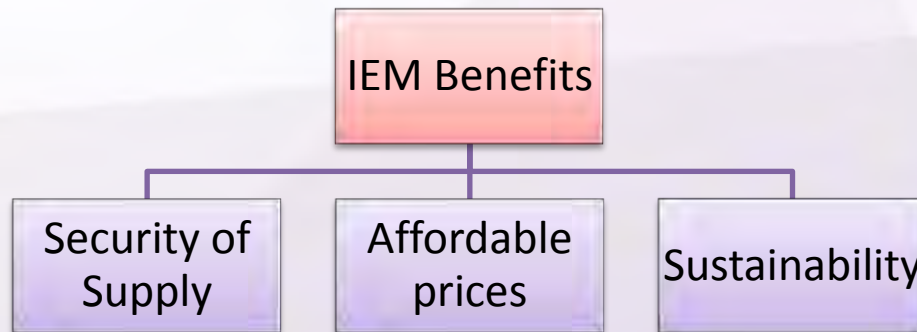 IEM Benefits
Security of
Supply
Affordable
prices
Sustainability